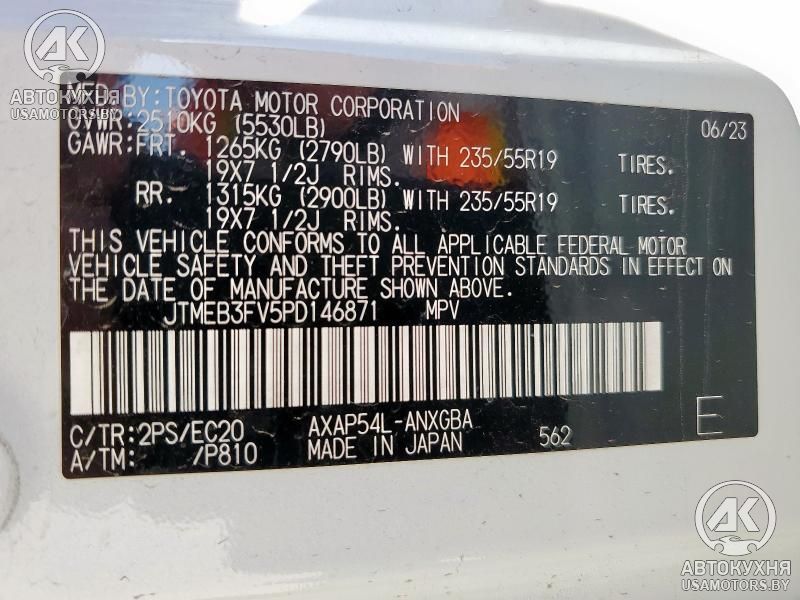 АК
АВТОКУХНЯ
USAMOTORS.BY
MFD. BY: TOYOTA MOTOR CORPORATION 06/23
GVWR: 2510KG (5530LB)
GAWR: FRT. 1265KG (2790LB) WITH 235/55R19 TIRES.
19X7 1/2J RIMS.
RR. 1315KG (2900LB) WITH 235/55R19 TIRES.
19X7 1/2J RIMS.
THIS VEHICLE CONFORMS TO ALL APPLICABLE FEDERAL MOTOR
VEHICLE SAFETY AND THEFT PREVENTION STANDARDS IN EFFECT ON
THE DATE OF MANUFACTURE SHOWN ABOVE.
JTMEB3FV5PD146871 MPV
C/TR:2PS/EC20 AXAP54L-ANXGBA E
A/TM: /P810 MADE IN JAPAN 562
АК
АВТОКУХНЯ
USAMOTORS.BY